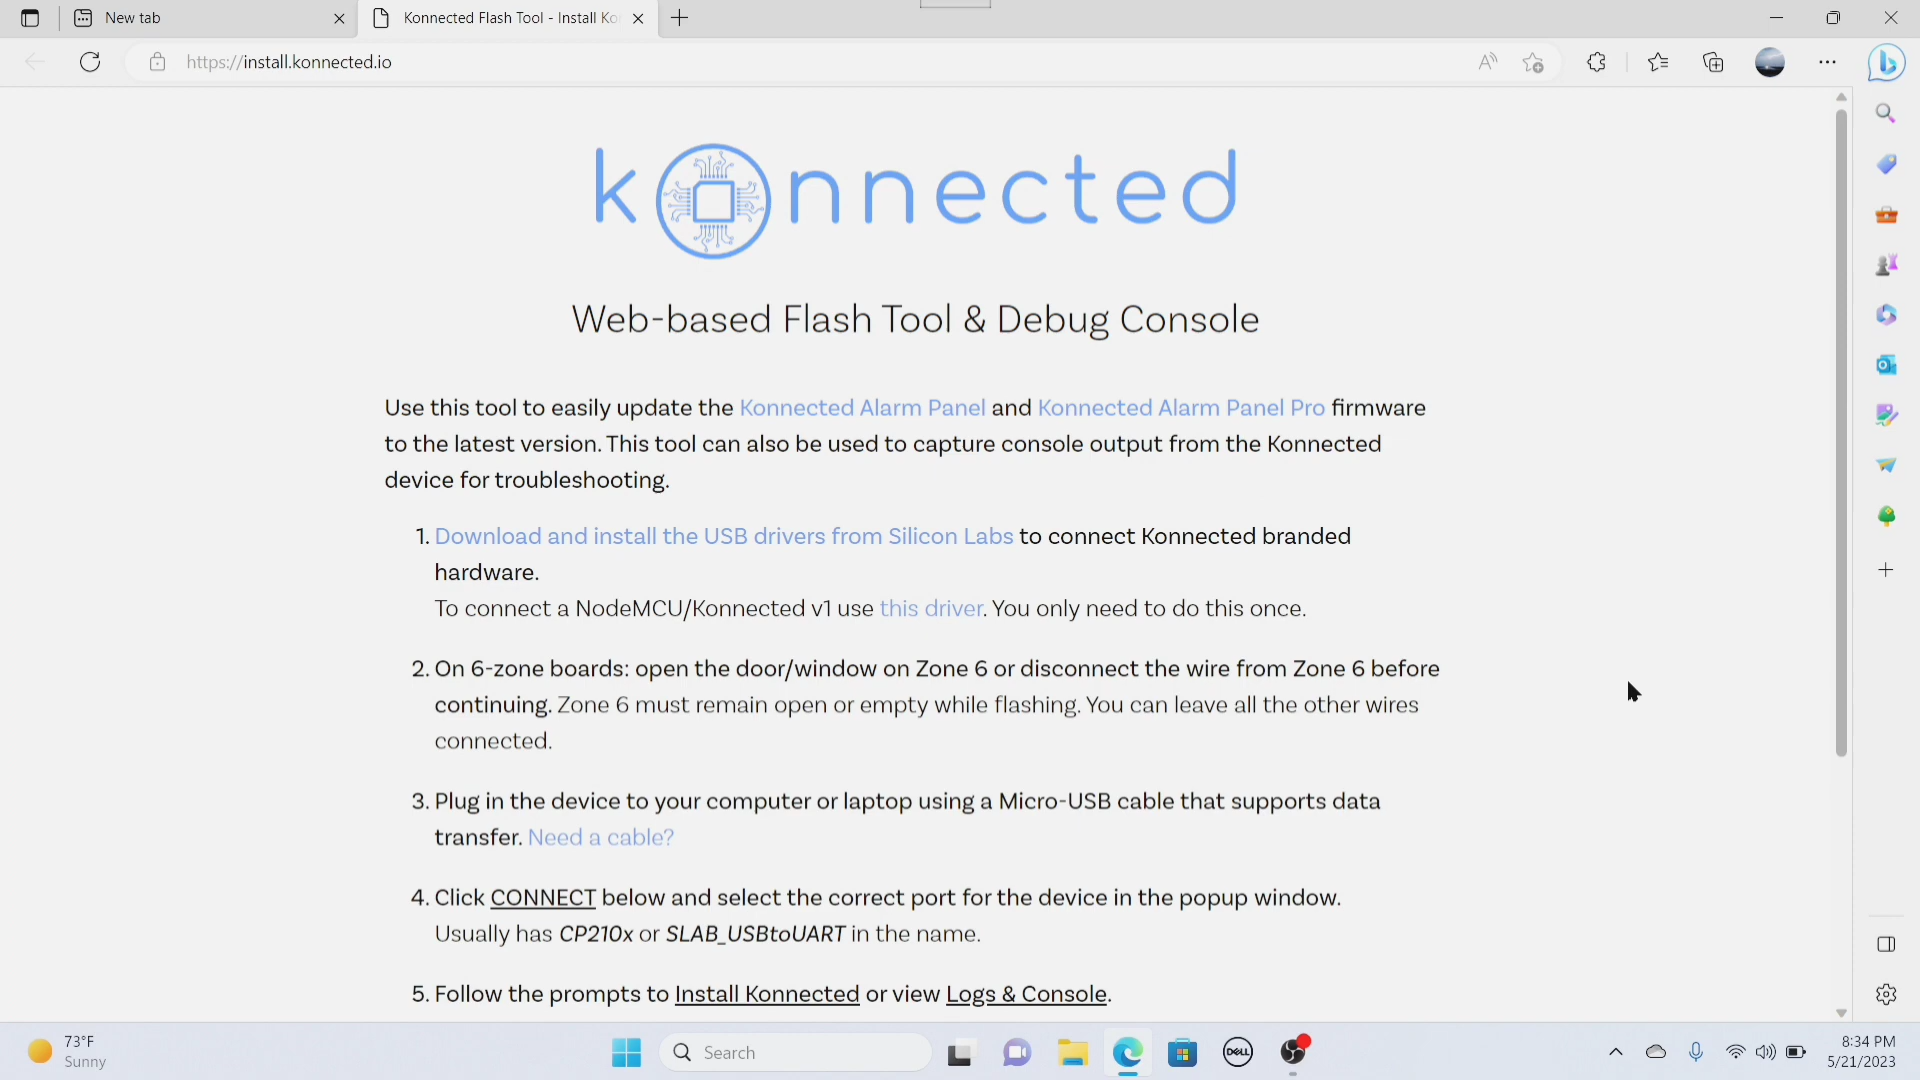 New tab
Konnected Flash Tool - Install Ko
https://install.konnected.io
konnected
Web-based Flash Tool & Debug Console
Use this tool to easily update the Konnected Alarm Panel and Konnected Alarm Panel Pro firmware
to the latest version. This tool can also be used to capture console output from the Konnected
device for troubleshooting.
1. Download and install the USB drivers from Silicon Labs to connect Konnected branded
hardware.
To connect a NodeMCU/Konnected v1 use this driver. You only need to do this once.
2. On 6-zone boards: open the door/window on Zone 6 or disconnect the wire from Zone 6 before
continuing. Zone 6 must remain open or empty while flashing. You can leave all the other wires
connected.
3. Plug in the device to your computer or laptop using a Micro-USB cable that supports data
transfer. Need a cable?
4. Click CONNECT below and select the correct port for the device in the popup window.
Usually has CP210x or SLAB_USBtoUART in the name.
5. Follow the prompts to Install Konnected or view Logs & Console.
73°F
Sunny
Search
DELL
8:34 PM
5/21/2023